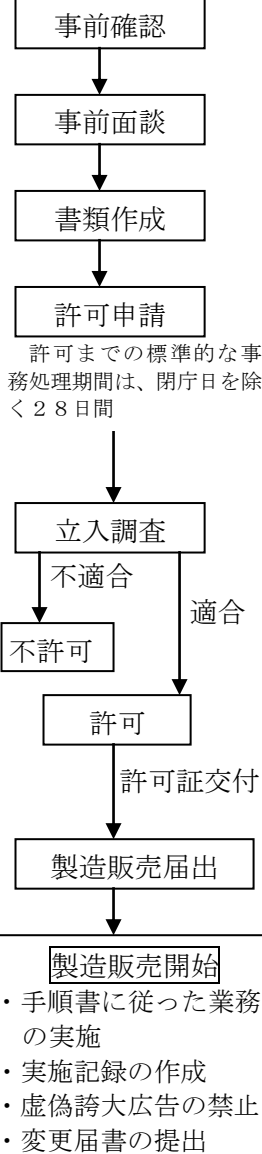 事前確認
事前面談
書類作成
許可申請
許可までの標準的な事
務処理期間は、閉庁日を除
く２８日間
立入調査
不適合
適合
不許可
許可
許可証交付
製造販売届出
製造販売開始
・手順書に従った業務
の実施
・実施記録の作成
・虚偽誇大広告の禁止
・変更届書の提出